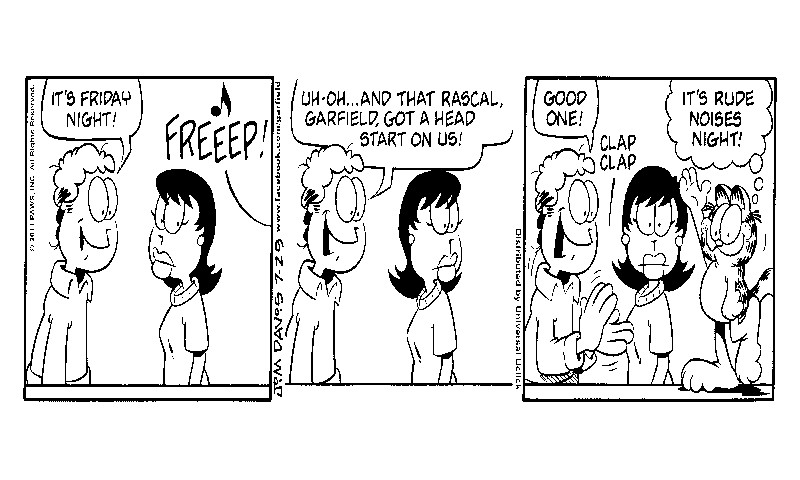 IT'S FRIDAY
NIGHT!
FREEEP!
© 2011 PAWS, INC. All Rights Reserved.
www.facebook.com/garfield
JIM DAVIS 7-29
UH-OH...AND THAT RASCAL,
GARFIELD, GOT A HEAD
START ON US!
GOOD
ONE!
CLAP
CLAP
IT'S RUDE
NOISES
NIGHT!
Distributed by Universal Uclick